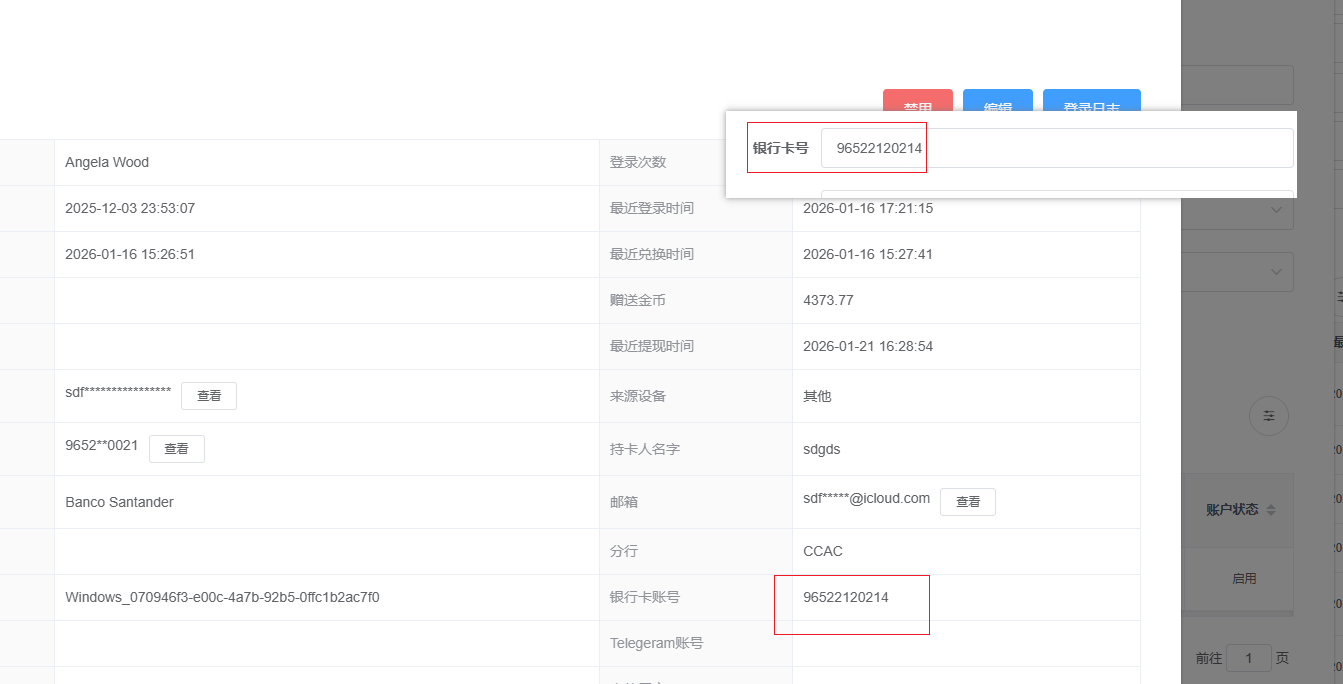 禁用 编辑 登录日志
银行卡号 96522120214
Angela Wood 登录次数
2025-12-03 23:53:07 最近登录时间 2026-01-16 17:21:15
2026-01-16 15:26:51 最近兑换时间 2026-01-16 15:27:41
赠送金币 4373.77
最近提现时间 2026-01-21 16:28:54
sdf**************** 查看 来源设备 其他
9652**0021 查看 持卡人名字 sdgds
Banco Santander 邮箱 sdf*****@icloud.com 查看
账户状态
分行 CCAC
启用
Windows_070946f3-e00c-4a7b-92b5-0ffc1b2ac7f0 银行卡账号 96522120214
Telegeram账号
前往 1 页